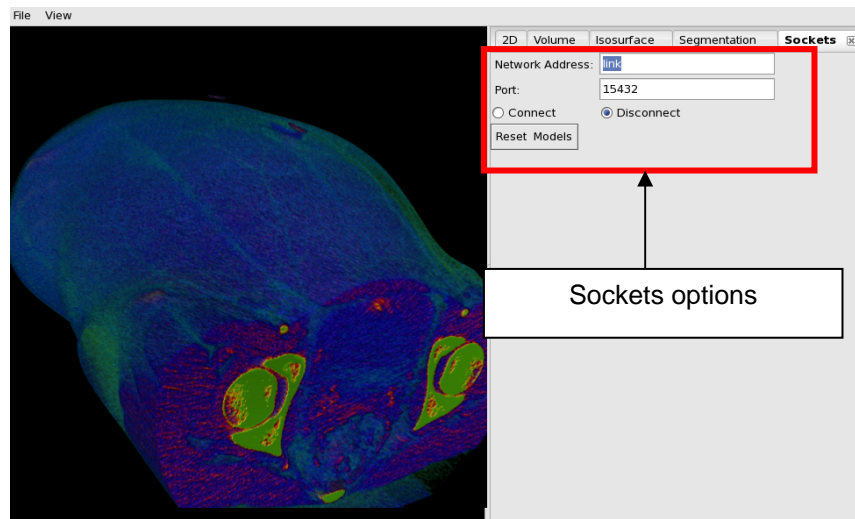 File View
2D Volume Isosurface Segmentation Sockets
Network Address: link
Port: 15432
Connect Disconnect
Reset Models
Sockets options